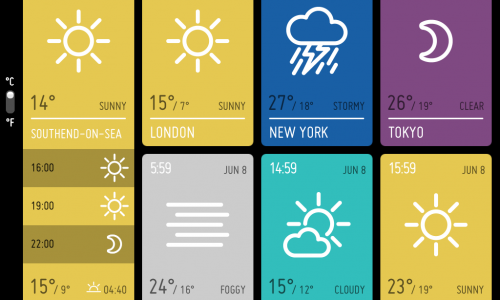 °C
°F
14° SUNNY
SOUTHEND-ON-SEA
16:00
19:00
22:00
15°/ 9° 04:40
15°/ 7° SUNNY
LONDON
27°/ 18° STORMY
NEW YORK
26°/ 19° CLEAR
TOKYO
5:59 JUN 8
24°/ 16° FOGGY
14:59 JUN 8
15°/ 12° CLOUDY
15:59 JUN 8
23°/ 19° SUNNY